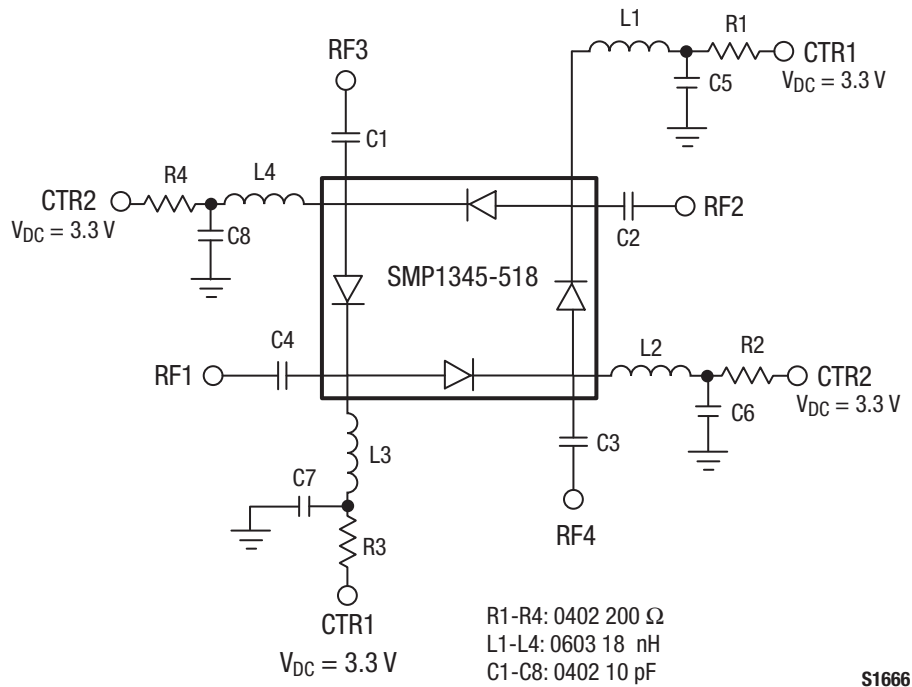 L1
R1
CTR1
V_DC = 3.3 V
C5
RF3
C1
L4
R4
CTR2
V_DC = 3.3 V
C8
RF2
C2
SMP1345-518
C4
RF1
L2
R2
CTR2
V_DC = 3.3 V
C6
C3
L3
C7
RF4
R3
CTR1
V_DC = 3.3 V
R1-R4: 0402 200 Ω
L1-L4: 0603 18 nH
C1-C8: 0402 10 pF
S1666